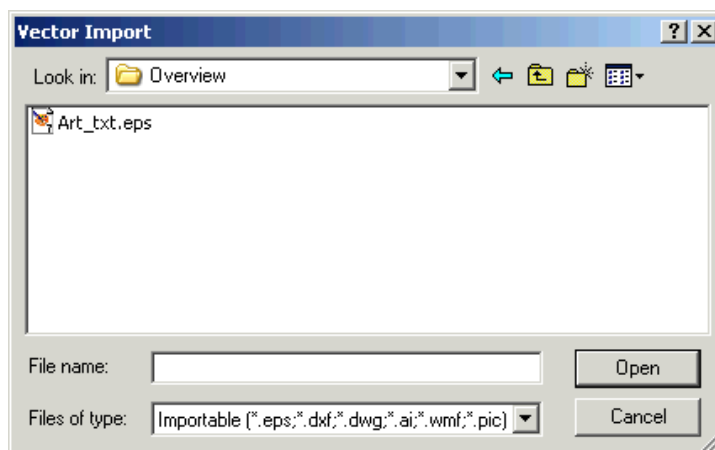 Vector Import
Look in: Overview
Art_txt.eps
File name:
Open
Files of type: Importable (*.eps;*.dxf;*.dwg;*.ai;*.wmf;*.pic)
Cancel